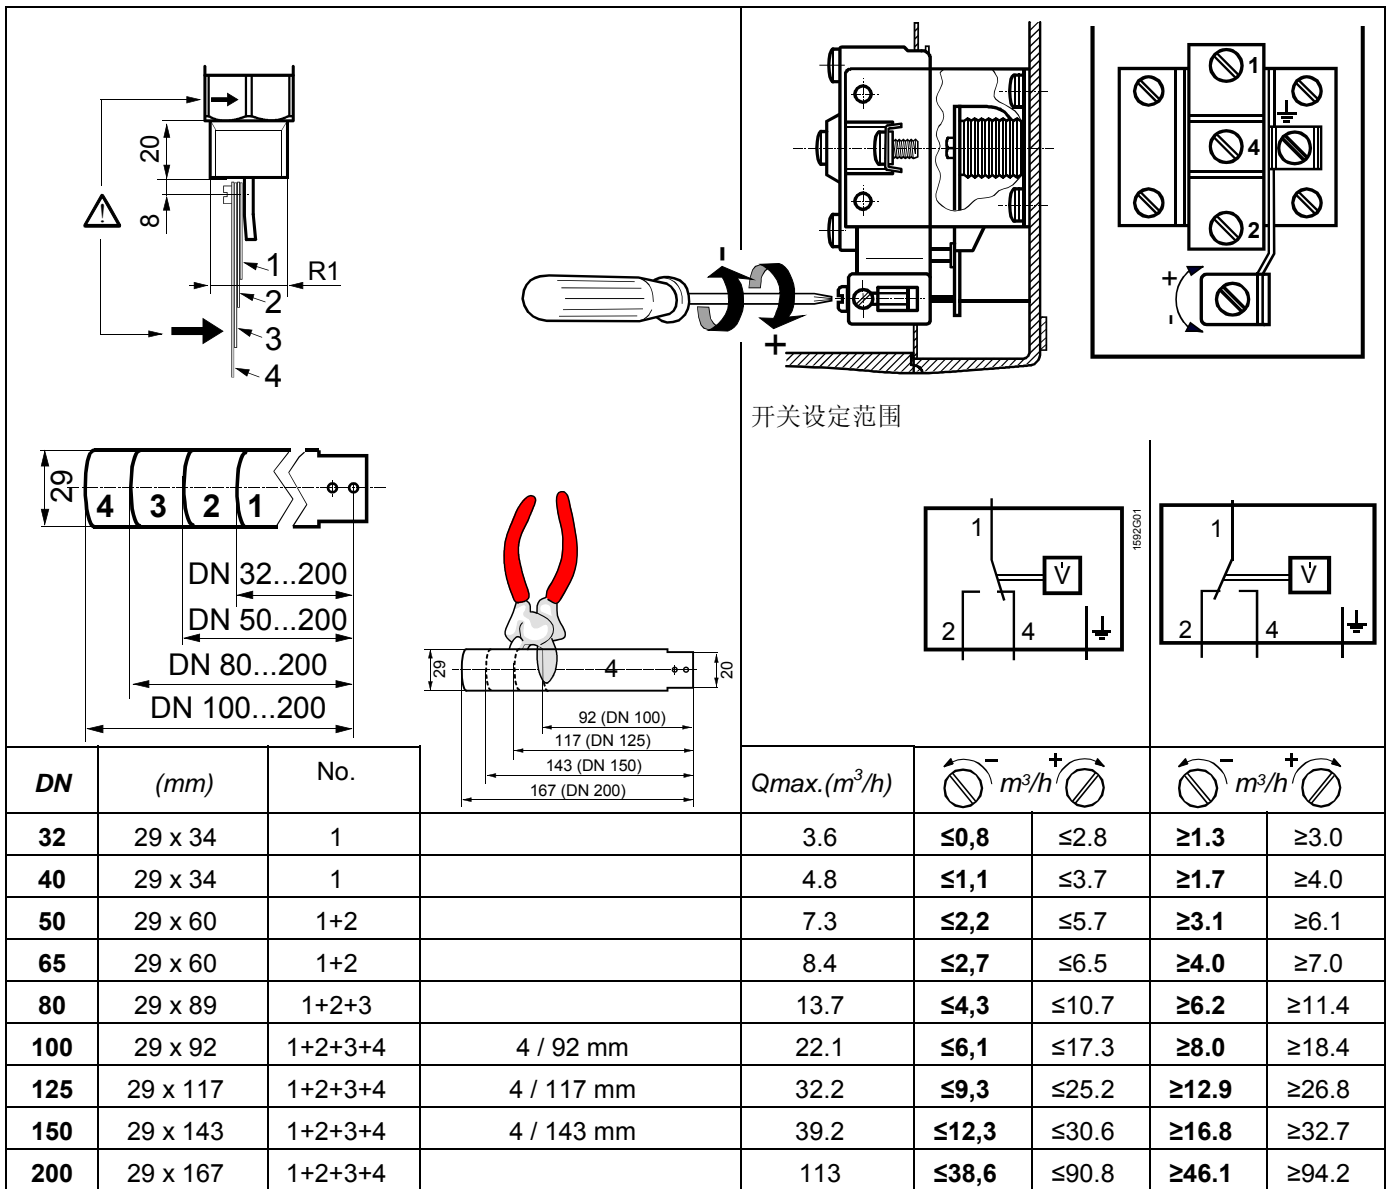 20
8
1
2
3
4
R1
-
+
1
4
2
+
-
开关设定范围
29
4 3 2 1
DN 32...200
DN 50...200
DN 80...200
DN 100...200
29
4
20
92 (DN 100)
117 (DN 125)
143 (DN 150)
167 (DN 200)
1
V̇
2 4
1592G01
1
V̇
2 4
DN (mm) No. Qmax.(m³/h) - m³/h + - m³/h +
32 29 x 34 1 3.6 ≤0,8 ≤2.8 ≥1.3 ≥3.0
40 29 x 34 1 4.8 ≤1,1 ≤3.7 ≥1.7 ≥4.0
50 29 x 60 1+2 7.3 ≤2,2 ≤5.7 ≥3.1 ≥6.1
65 29 x 60 1+2 8.4 ≤2,7 ≤6.5 ≥4.0 ≥7.0
80 29 x 89 1+2+3 13.7 ≤4,3 ≤10.7 ≥6.2 ≥11.4
100 29 x 92 1+2+3+4 4 / 92 mm 22.1 ≤6,1 ≤17.3 ≥8.0 ≥18.4
125 29 x 117 1+2+3+4 4 / 117 mm 32.2 ≤9,3 ≤25.2 ≥12.9 ≥26.8
150 29 x 143 1+2+3+4 4 / 143 mm 39.2 ≤12,3 ≤30.6 ≥16.8 ≥32.7
200 29 x 167 1+2+3+4 113 ≤38,6 ≤90.8 ≥46.1 ≥94.2